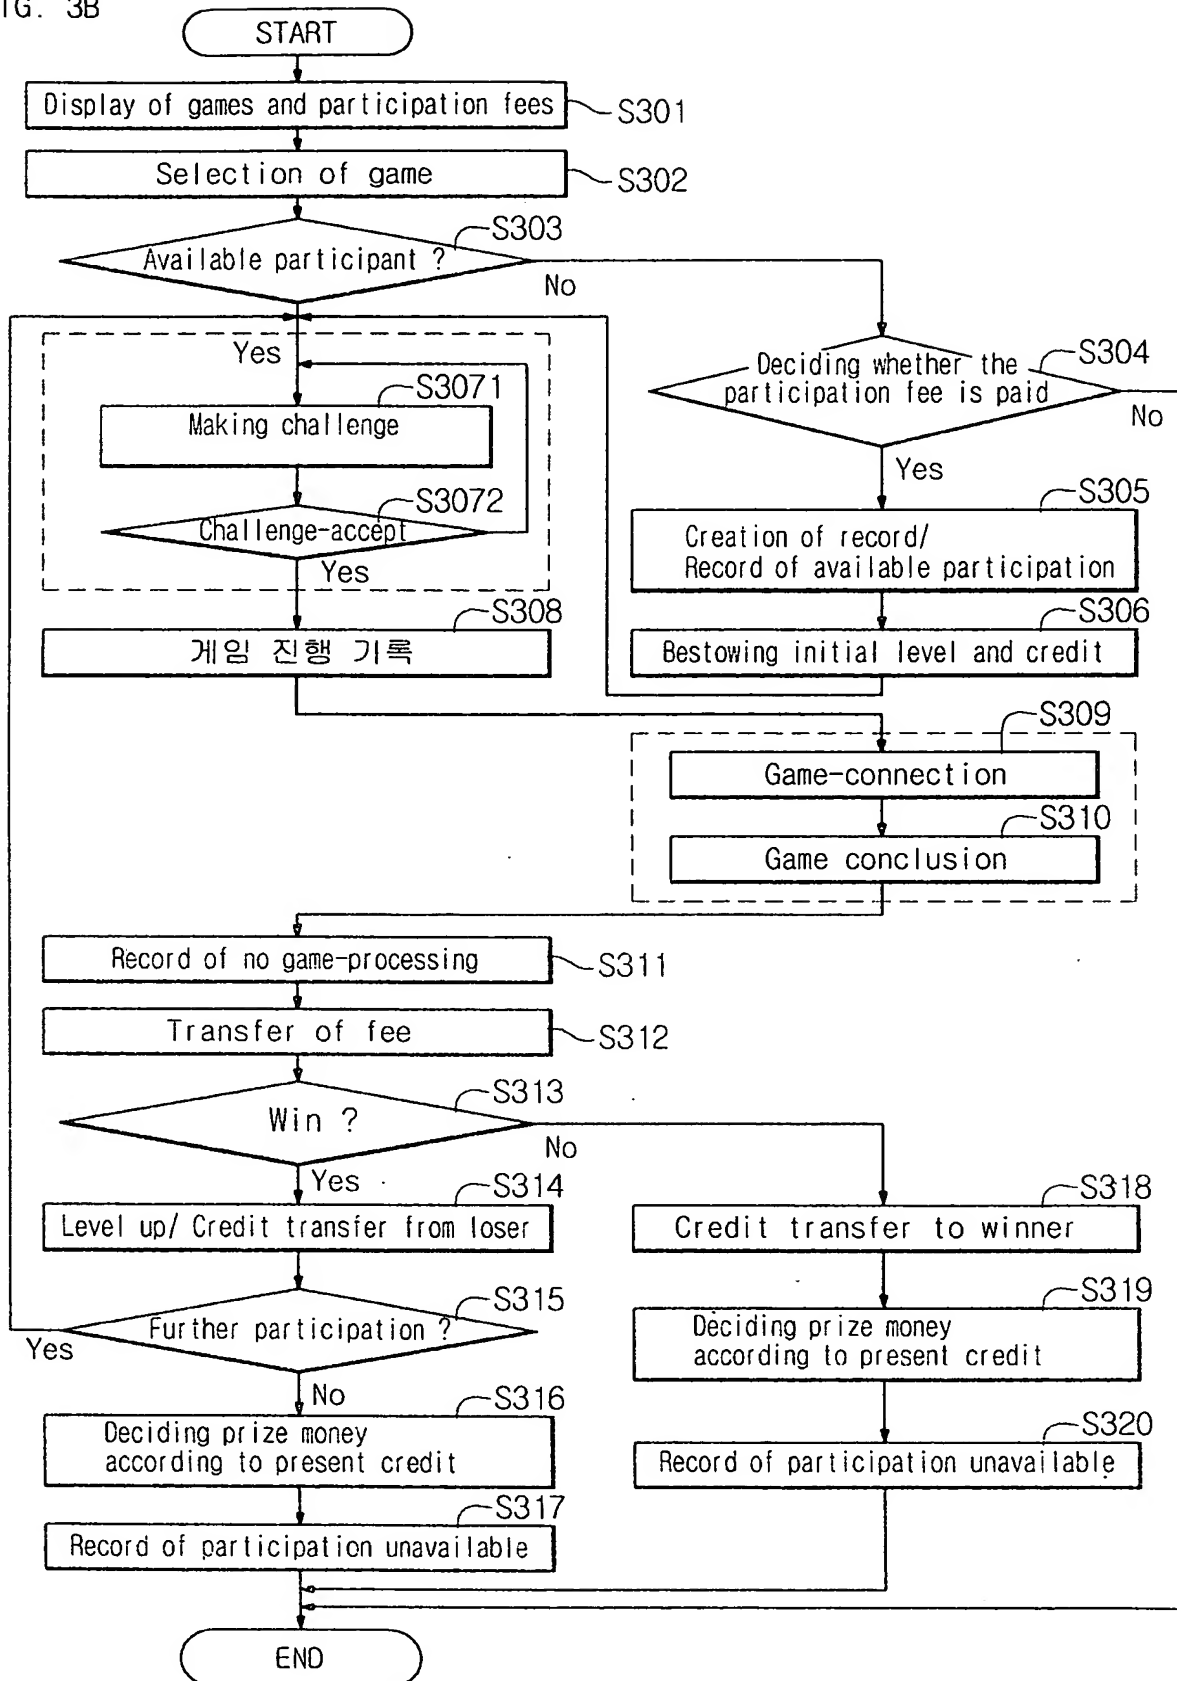 IG. 3B
START
Display of games and participation fees
S301
Selection of game
S302
S303
Available participant ?
No
Yes
S304
Deciding whether the
participation fee is paid
No
Yes
S3071
Making challenge
S3072
Challenge-accept
Yes
S305
Creation of record/
Record of available participation
S306
Bestowing initial level and credit
S308
게임 진행 기록
S309
Game-connection
S310
Game conclusion
Record of no game-processing
S311
Transfer of fee
S312
S313
Win ?
No
Yes
S314
Level up/ Credit transfer from loser
S318
Credit transfer to winner
S315
Further participation ?
Yes
No
S319
Deciding prize money
according to present credit
S316
Deciding prize money
according to present credit
S320
Record of participation unavailable
S317
Record of participation unavailable
END